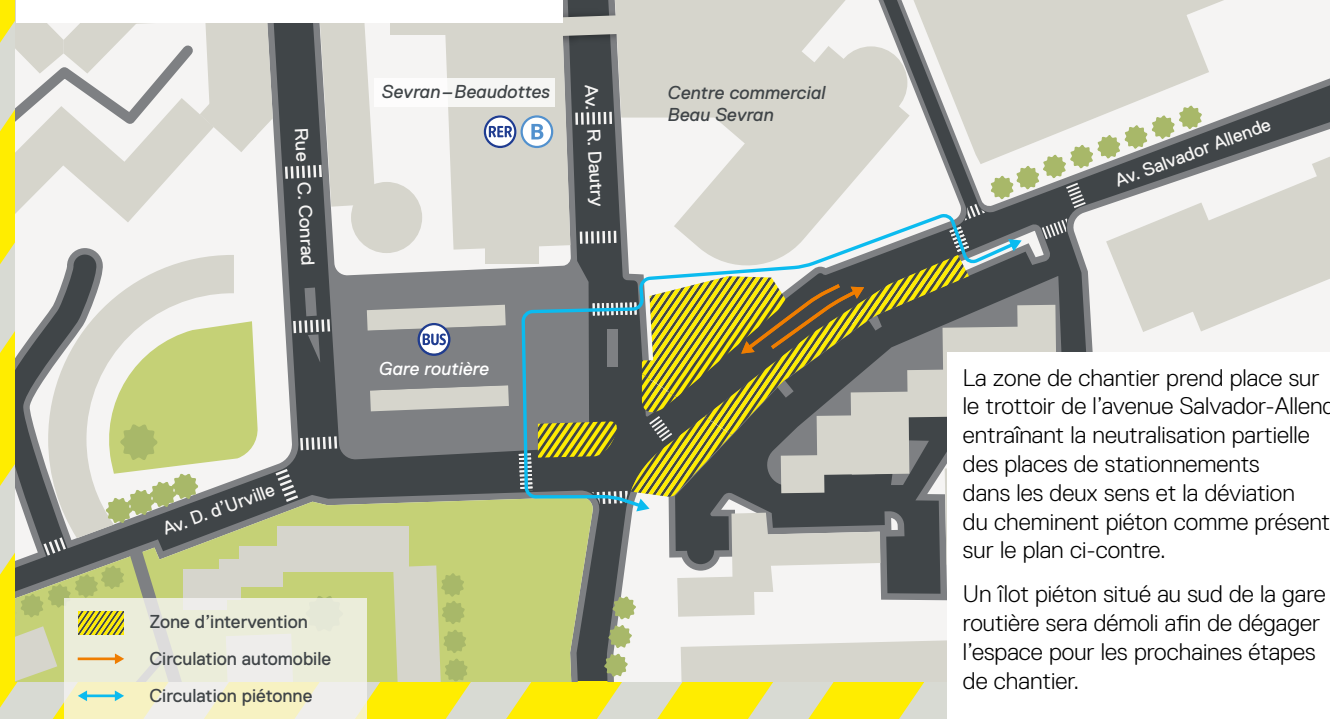 Sevran–Beaudottes
RER B
Centre commercial
Beau Sevran
Av. R. Dautry
Rue C. Conrad
Av. Salvador Allende
BUS
Gare routière
Av. D. d'Urville
Zone d'intervention
Circulation automobile
Circulation piétonne
La zone de chantier prend place sur
le trottoir de l'avenue Salvador-Allend
entraînant la neutralisation partielle
des places de stationnements
dans les deux sens et la déviation
du cheminent piéton comme présent
sur le plan ci-contre.
Un îlot piéton situé au sud de la gare
routière sera démoli afin de dégager
l'espace pour les prochaines étapes
de chantier.